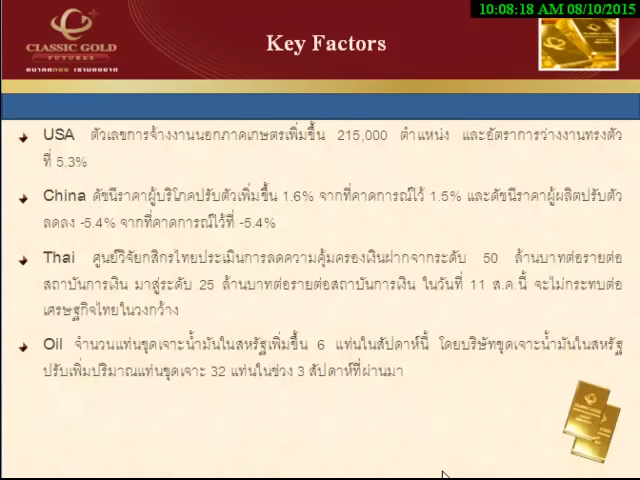 10:08:18 AM 08/10/2015
CLASSIC GOLD
FUTURES
อนาคตทอง เรามองขาด
Key Factors
USA ตัวเลขการจ้างงานนอกภาคเกษตรเพิ่มขึ้น 215,000 ตำแหน่ง และอัตราการว่างงานทรงตัว
ที่ 5.3%
China ดัชนีราคาผู้บริโภคปรับตัวเพิ่มขึ้น 1.6% จากที่คาดการณ์ไว้ 1.5% และดัชนีราคาผู้ผลิตปรับตัว
ลดลง -5.4% จากที่คาดการณ์ไว้ที่ -5.4%
Thai ศูนย์วิจัยกสิกรไทยประเมินการลดความคุ้มครองเงินฝากจากระดับ 50 ล้านบาทต่อรายต่อ
สถาบันการเงิน มาสู่ระดับ 25 ล้านบาทต่อรายต่อสถาบันการเงิน ในวันที่ 11 ส.ค.นี้ จะไม่กระทบต่อ
เศรษฐกิจไทยในวงกว้าง
Oil จำนวนแท่นขุดเจาะน้ำมันในสหรัฐเพิ่มขึ้น 6 แท่นในสัปดาห์นี้ โดยบริษัทขุดเจาะน้ำมันในสหรัฐ
ปรับเพิ่มปริมาณแท่นขุดเจาะ 32 แท่นในช่วง 3 สัปดาห์ที่ผ่านมา